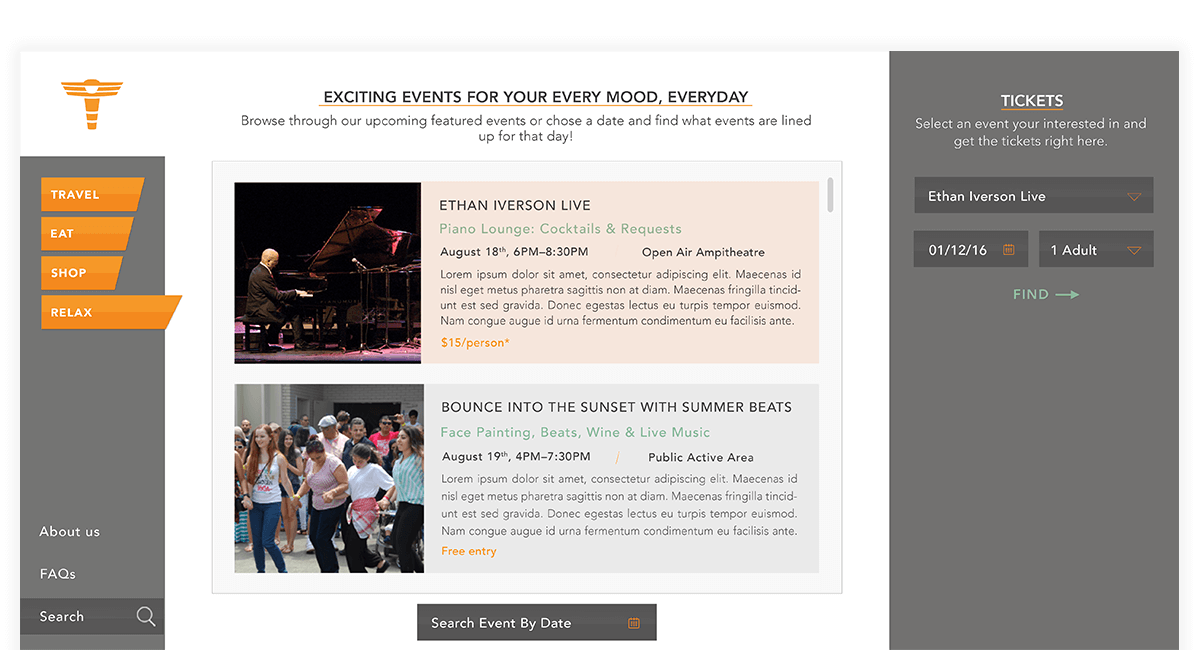 EXCITING EVENTS FOR YOUR EVERY MOOD, EVERYDAY
Browse through our upcoming featured events or chose a date and find what events are lined
up for that day!
TRAVEL
EAT
SHOP
RELAX
About us
FAQs
Search
ETHAN IVERSON LIVE
Piano Lounge: Cocktails & Requests
August 18th, 6PM–8:30PM Open Air Ampitheatre
Lorem ipsum dolor sit amet, consectetur adipiscing elit. Maecenas id
nisl eget metus pharetra sagittis non at diam. Maecenas fringilla tincid-
unt est sed gravida. Donec egestas lectus eu turpis tempor euismod.
Nam congue augue id urna fermentum condimentum eu facilisis ante.
$15/person*
BOUNCE INTO THE SUNSET WITH SUMMER BEATS
Face Painting, Beats, Wine & Live Music
August 19th, 4PM–7:30PM / Public Active Area
Lorem ipsum dolor sit amet, consectetur adipiscing elit. Maecenas id
nisl eget metus pharetra sagittis non at diam. Maecenas fringilla tincid-
unt est sed gravida. Donec egestas lectus eu turpis tempor euismod.
Nam congue augue id urna fermentum condimentum eu facilisis ante.
Free entry
Search Event By Date
TICKETS
Select an event your interested in and
get the tickets right here.
Ethan Iverson Live
01/12/16 1 Adult
FIND